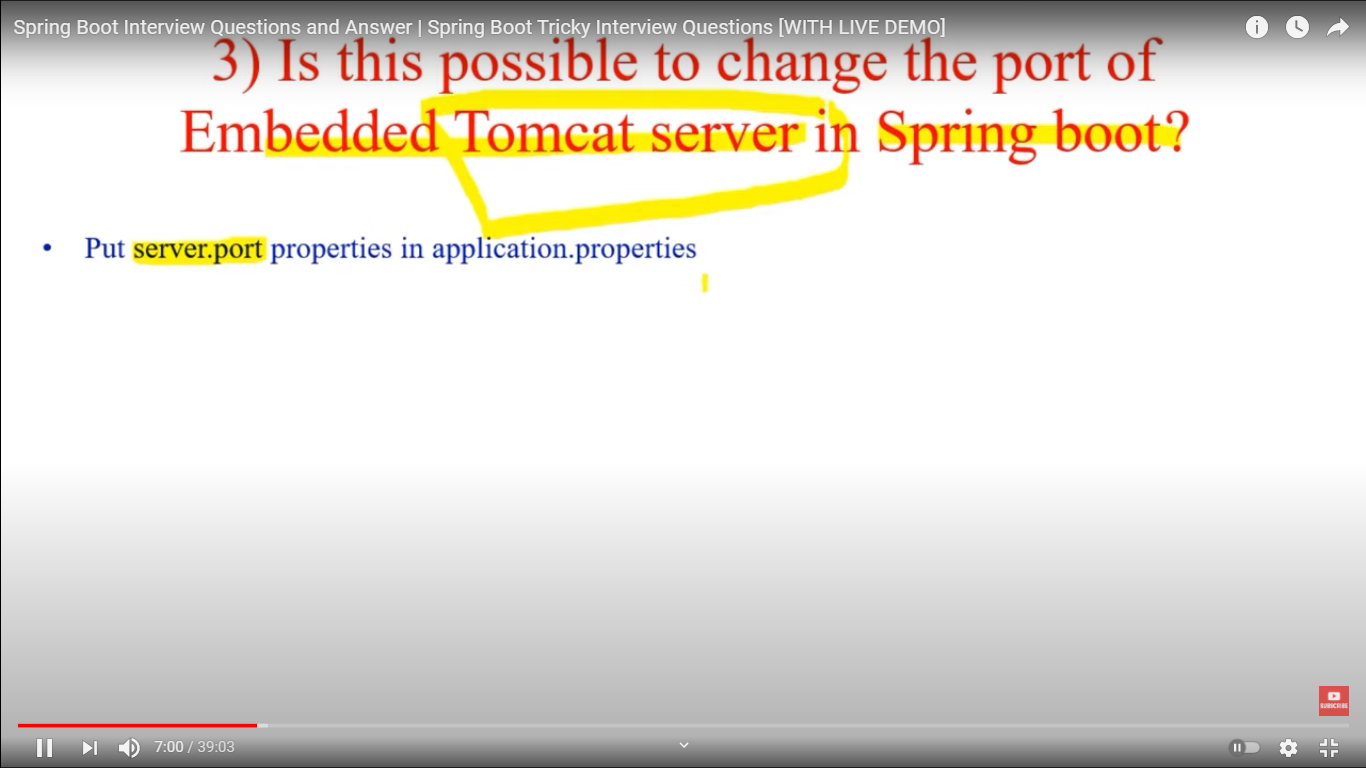 Spring Boot Interview Questions and Answer | Spring Boot Tricky Interview Questions [WITH LIVE DEMO]
3) Is this possible to change the port of
Embedded Tomcat server in Spring boot?
• Put server.port properties in application.properties
SUBSCRIBE
7:00 / 39:03